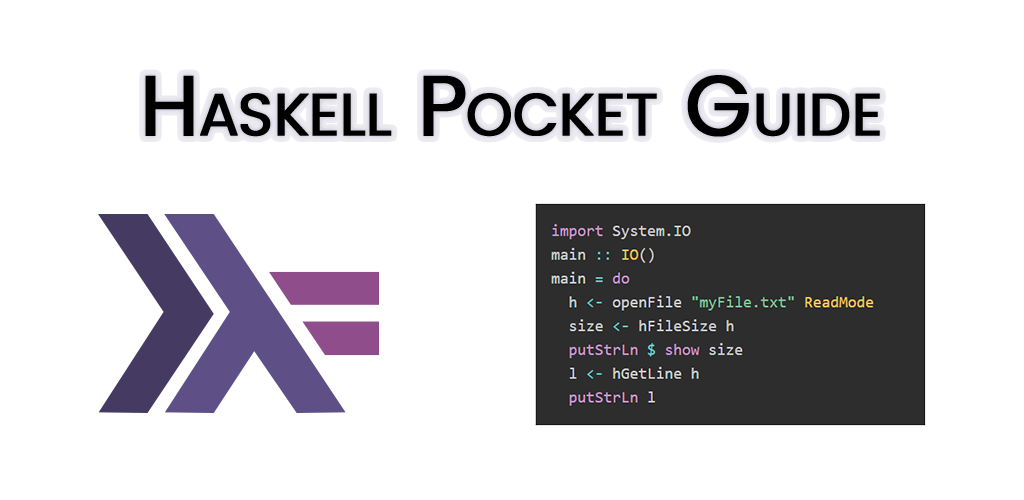 Haskell Pocket Guide
import System.IO
main :: IO()
main = do
  h <- openFile "myFile.txt" ReadMode
  size <- hFileSize h
  putStrLn $ show size
  l <- hGetLine h
  putStrLn l